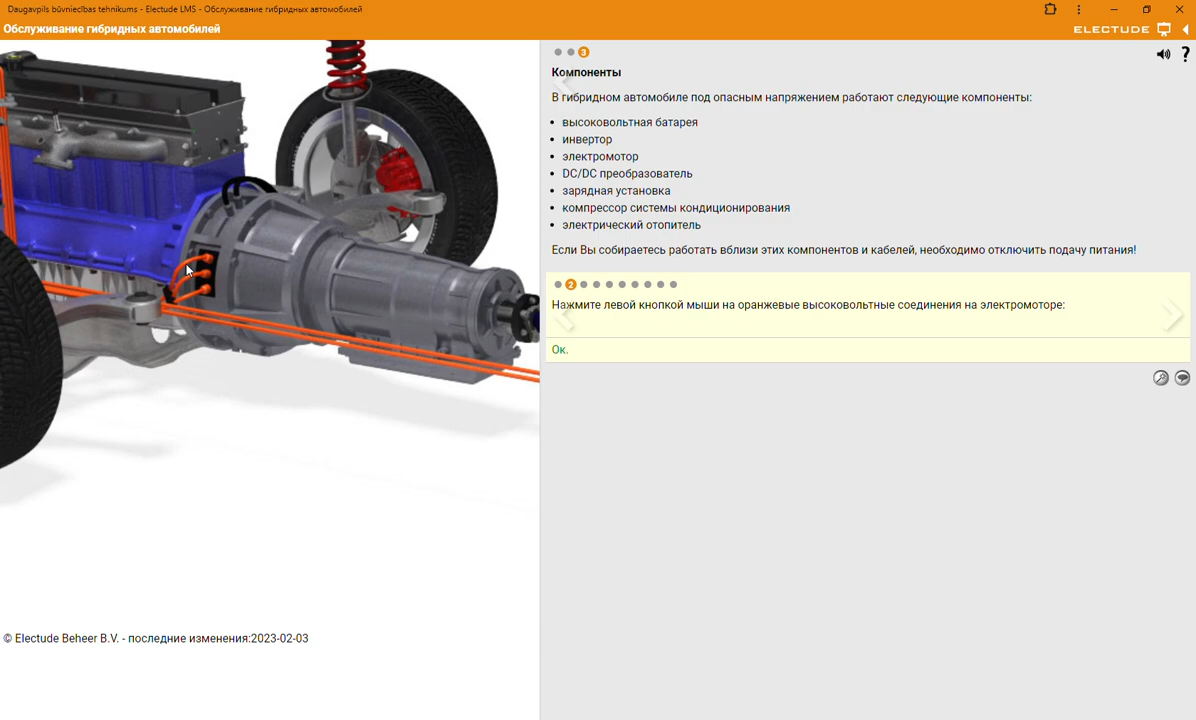 Daugavpils būvniecības tehnikums - Electude LMS - Обслуживание гибридных автомобилей
Обслуживание гибридных автомобилей
ELECTUDE
3
?
Компоненты
В гибридном автомобиле под опасным напряжением работают следующие компоненты:
• высоковольтная батарея
• инвертор
• электромотор
• DC/DC преобразователь
• зарядная установка
• компрессор системы кондиционирования
• электрический отопитель
Если Вы собираетесь работать вблизи этих компонентов и кабелей, необходимо отключить подачу питания!
2
Нажмите левой кнопкой мыши на оранжевые высоковольтные соединения на электромоторе:
Ок.
© Electude Beheer B.V. - последние изменения:2023-02-03